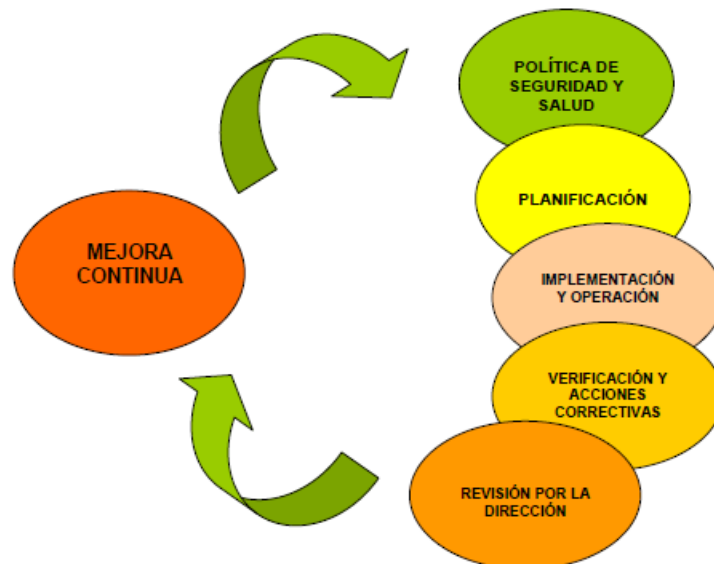 MEJORA
CONTINUA
POLÍTICA DE
SEGURIDAD Y
SALUD
PLANIFICACIÓN
IMPLEMENTACIÓN
Y OPERACIÓN
VERIFICACIÓN Y
ACCIONES
CORRECTIVAS
REVISIÓN POR LA
DIRECCIÓN